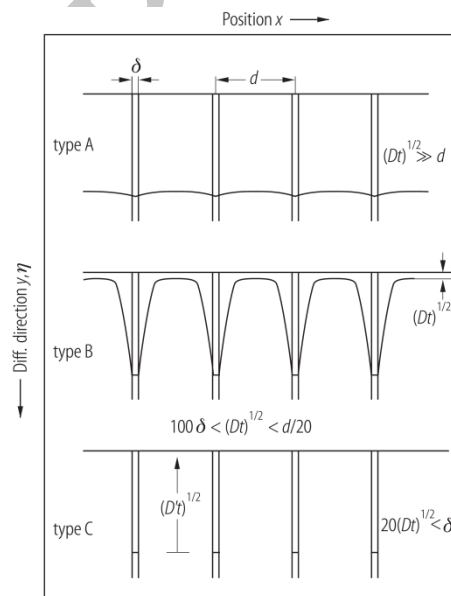 Position x
δ
d
type A
(Dt)^1/2 ≫ d
Diff. direction y, η
type B
(Dt)^1/2
100 δ < (Dt)^1/2 < d/20
type C
(D't)^1/2
20(Dt)^1/2 < δ